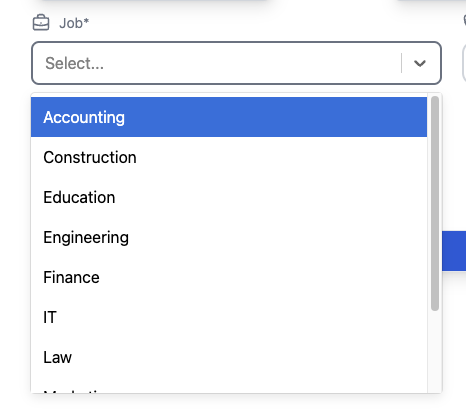 Job*
Select...
Accounting
Construction
Education
Engineering
Finance
IT
Law